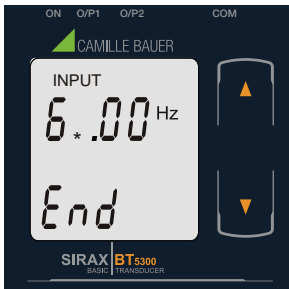 ON O/P1 O/P2 COM
CAMILLE BAUER
INPUT
6*.00 Hz
End
SIRAX BT5300
BASIC TRANSDUCER